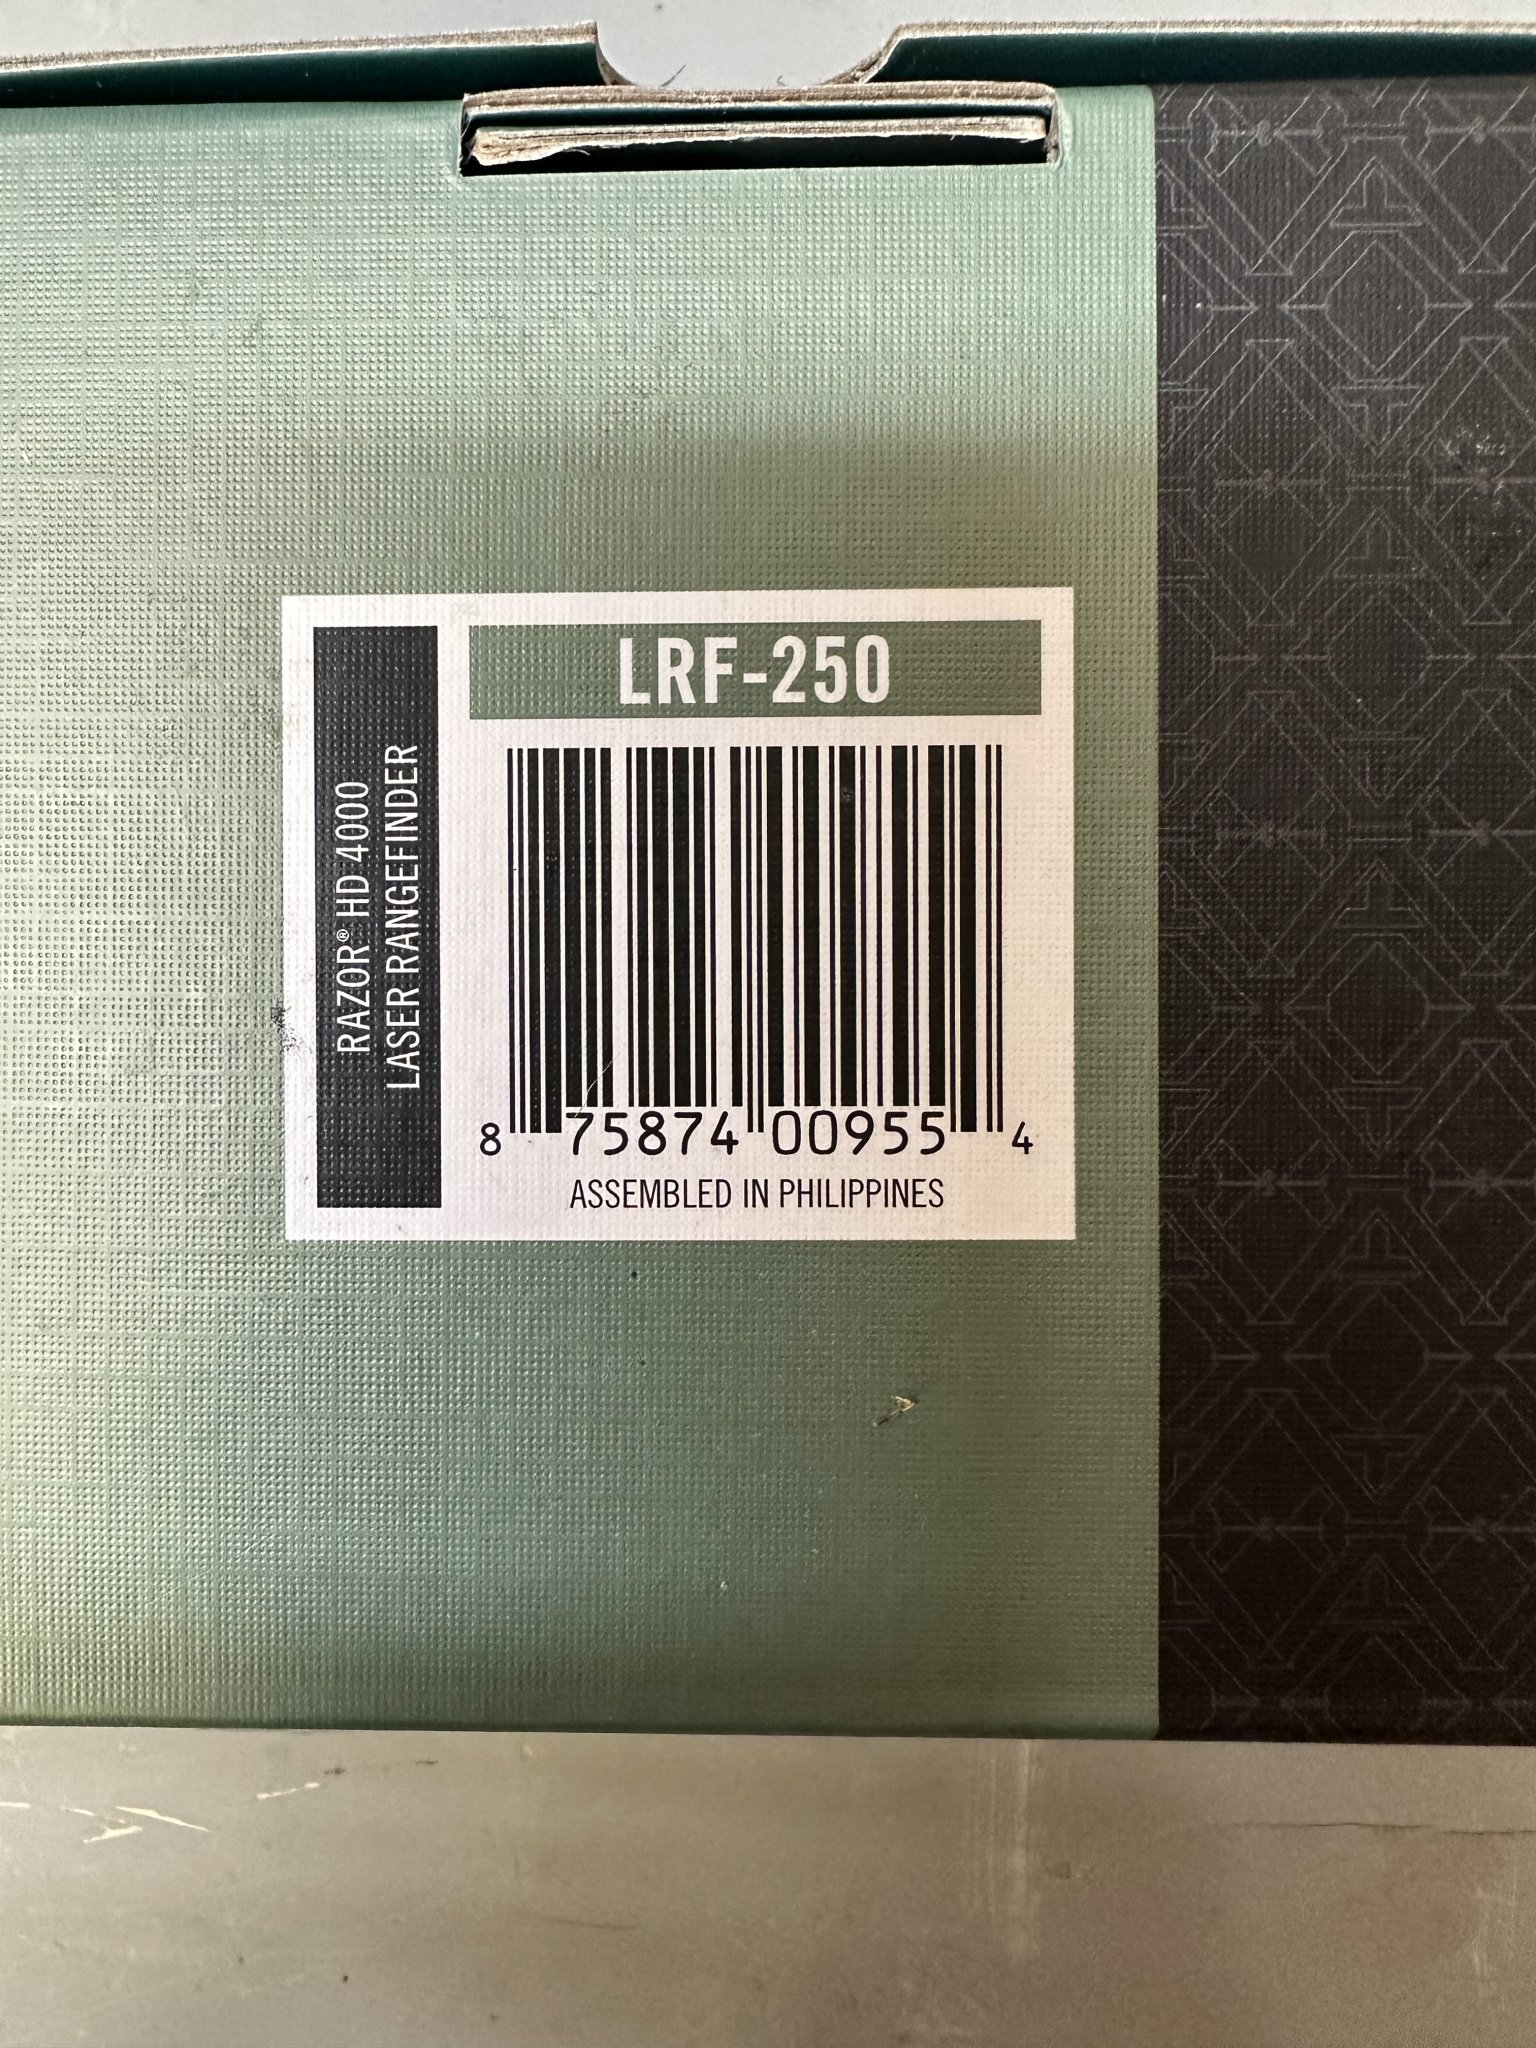 LRF-250
RAZOR® HD 4000
LASER RANGEFINDER
8 75874 00955 4
ASSEMBLED IN PHILIPPINES